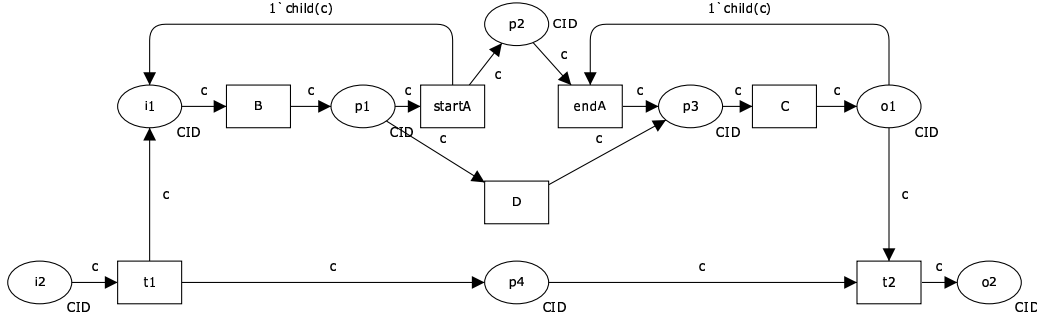 1`child(c)
p2
CID
1`child(c)
c
c
i1
c
B
c
p1
c
startA
endA
c
p3
c
C
c
o1
CID
CID
CID
CID
c
c
D
c
c
i2
c
t1
c
p4
c
t2
c
o2
CID
CID
CID